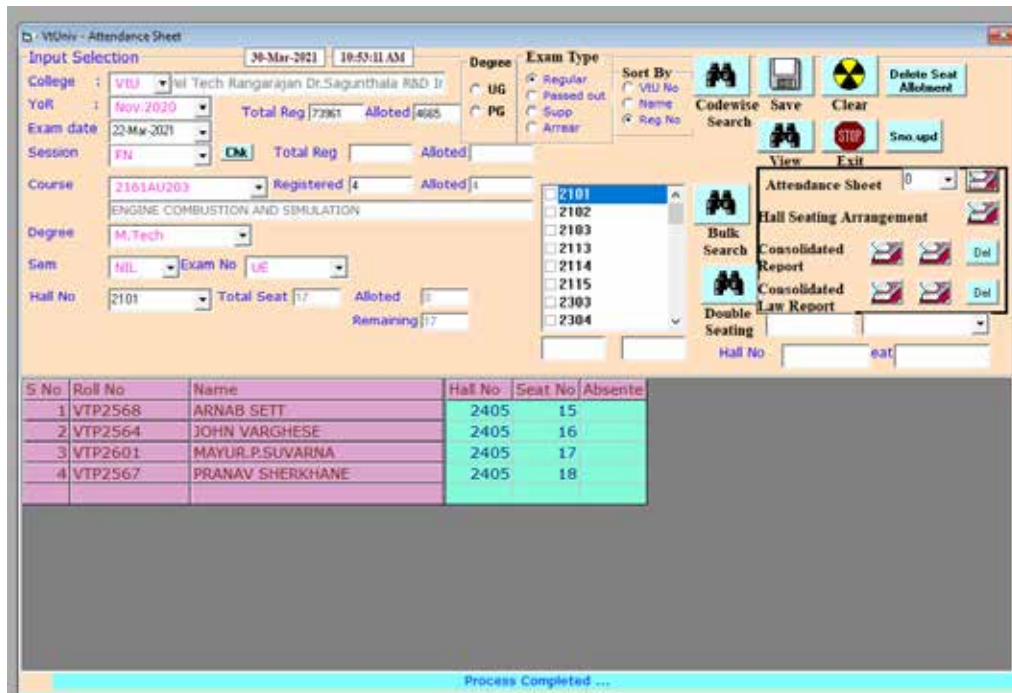 VtUniv - Attendance Sheet
Input Selection 30-Mar-2021 10:53:11 AM
College : VtU Tech Rangarajan Dr.Sagunthala R&D
YoR : Nov.2020 Total Reg 73961 Alloted 4665
Exam date 22-Mar-2021
Session FN Chk Total Reg Alloted
Course 2161AU203 Registered 4 Alloted 4
ENGINE COMBUSTION AND SIMULATION
Degree M.Tech
Sem NIL Exam No UE
Hall No 2101 Total Seat 17 Alloted
Remaining 17
Degree
UG
PG
Exam Type
Regular
Passed out
Supp
Arrear
Sort By
VtU No
Name
Reg No
2101
2102
2103
2113
2114
2115
2303
2304
Codewise Search
Save
Clear
Delete Seat Allotment
View
STOP
Exit
Sno.upd
Bulk Search
Double Seating
Attendance Sheet 0
Hall Seating Arrangement
Consolidated Report Del
Consolidated Law Report Del
Hall No eat
S No Roll No Name Hall No Seat No Absente
1 VTP2568 ARNAB SETT 2405 15
2 VTP2564 JOHN VARGHESE 2405 16
3 VTP2601 MAYUR.P.SUVARNA 2405 17
4 VTP2567 PRANAV SHERKHANE 2405 18
Process Completed ...